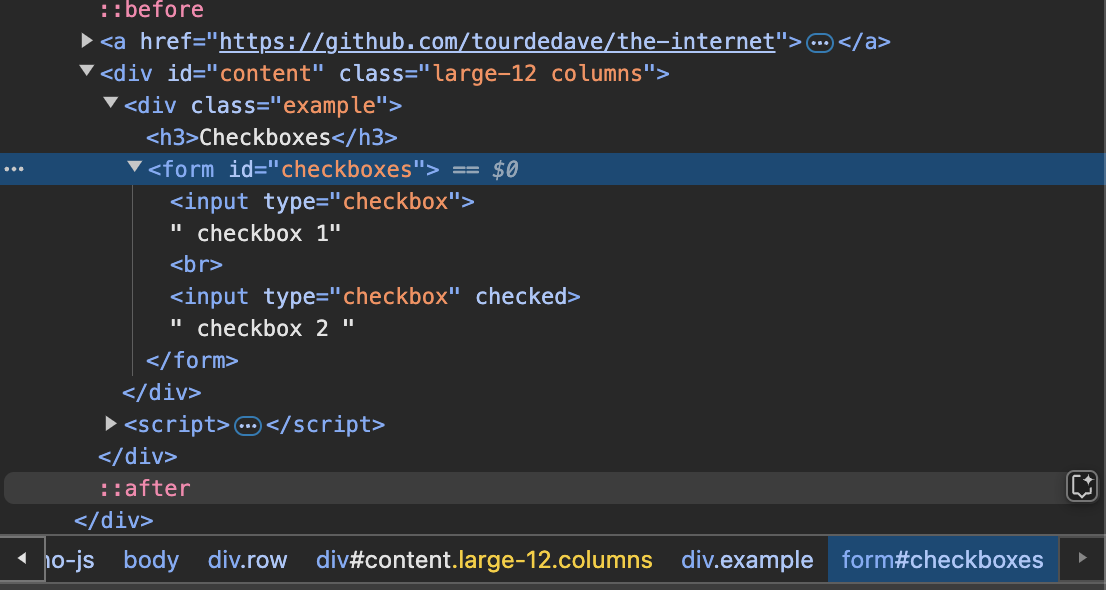 ::before
<a href="https://github.com/tourdedave/the-internet">…</a>
<div id="content" class="large-12 columns">
<div class="example">
<h3>Checkboxes</h3>
… <form id="checkboxes"> == $0
<input type="checkbox">
" checkbox 1"
<br>
<input type="checkbox" checked>
" checkbox 2 "
</form>
</div>
<script>…</script>
</div>
::after
</div>
no-js body div.row div#content.large-12.columns div.example form#checkboxes